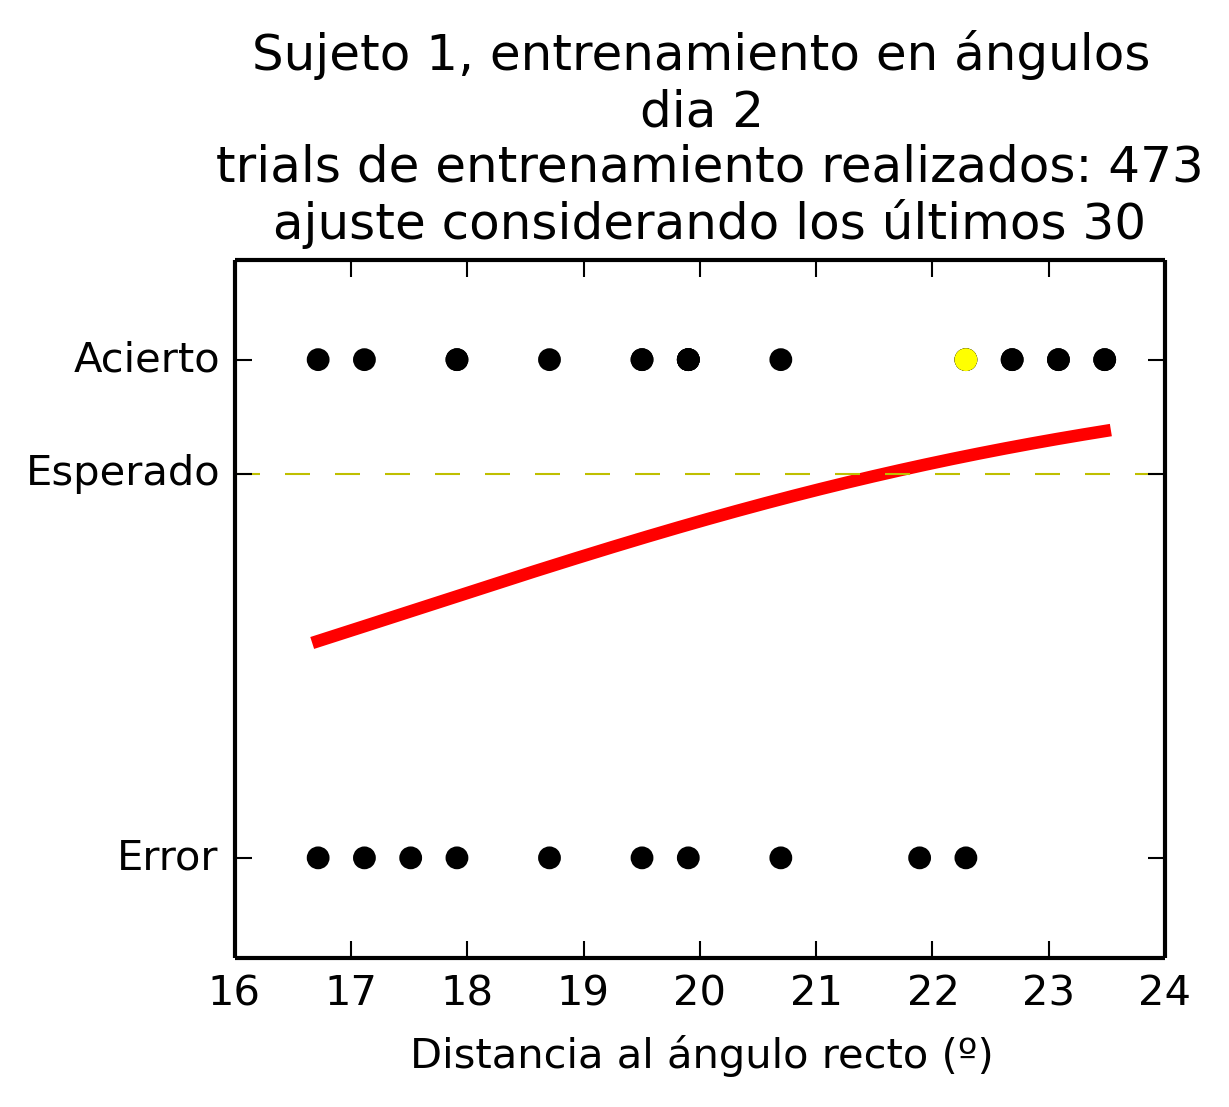 Sujeto 1, entrenamiento en ángulos
dia 2
trials de entrenamiento realizados: 473
ajuste considerando los últimos 30
Acierto
Esperado
Error
16 17 18 19 20 21 22 23 24
Distancia al ángulo recto (º)